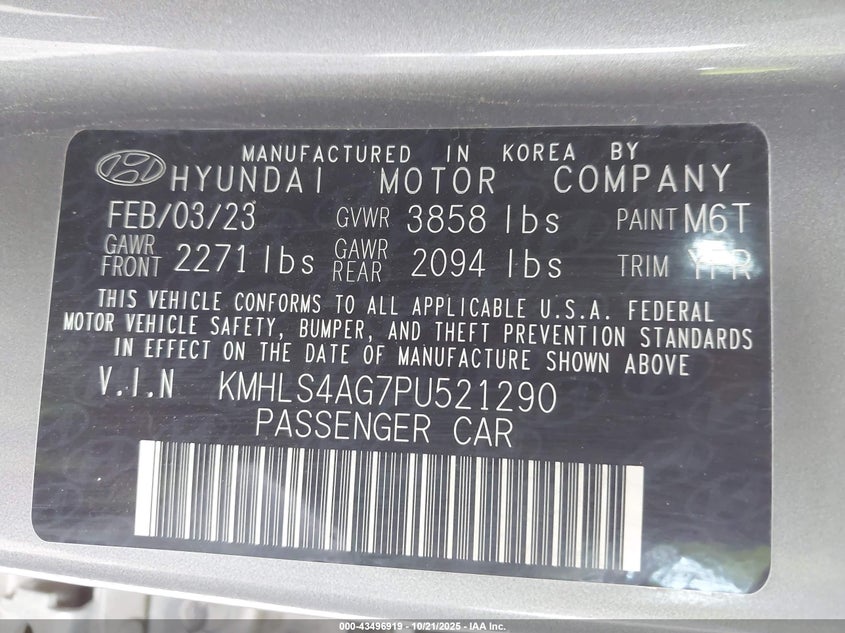 MANUFACTURED IN KOREA BY
HYUNDAI MOTOR COMPANY
FEB/03/23 GVWR 3858 lbs PAINT M6T
GAWR FRONT 2271 lbs GAWR REAR 2094 lbs TRIM YPR
THIS VEHICLE CONFORMS TO ALL APPLICABLE U.S.A. FEDERAL
MOTOR VEHICLE SAFETY, BUMPER, AND THEFT PREVENTION STANDARDS
IN EFFECT ON THE DATE OF MANUFACTURE SHOWN ABOVE
V.I.N KMHLS4AG7PU521290
PASSENGER CAR
000-43496919 - 10/21/2025 - IAA Inc.